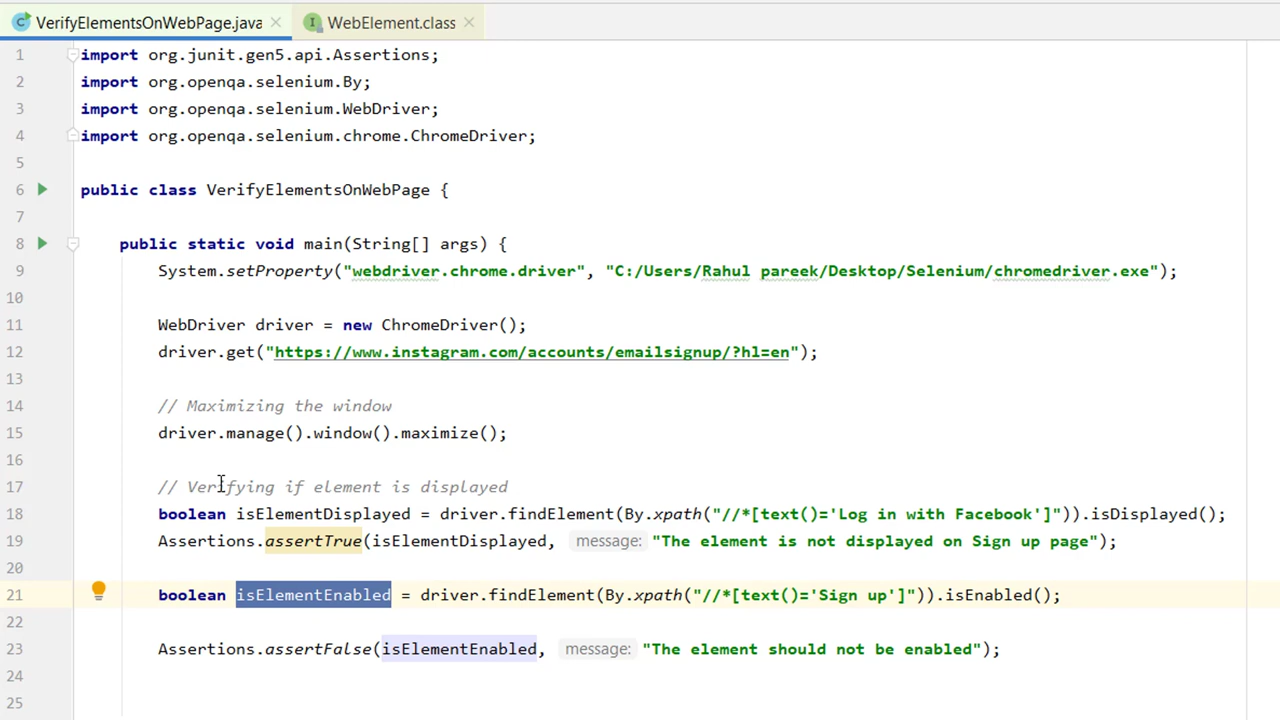 VerifyElementsOnWebPage.java WebElement.class
1 import org.junit.gen5.api.Assertions;
2 import org.openqa.selenium.By;
3 import org.openqa.selenium.WebDriver;
4 import org.openqa.selenium.chrome.ChromeDriver;
5
6 public class VerifyElementsOnWebPage {
7
8 public static void main(String[] args) {
9 System.setProperty("webdriver.chrome.driver", "C:/Users/Rahul pareek/Desktop/Selenium/chromedriver.exe");
10
11 WebDriver driver = new ChromeDriver();
12 driver.get("https://www.instagram.com/accounts/emailsignup/?hl=en");
13
14 // Maximizing the window
15 driver.manage().window().maximize();
16
17 // Verifying if element is displayed
18 boolean isElementDisplayed = driver.findElement(By.xpath("//*[text()='Log in with Facebook']")).isDisplayed();
19 Assertions.assertTrue(isElementDisplayed, message: "The element is not displayed on Sign up page");
20
21 boolean isElementEnabled = driver.findElement(By.xpath("//*[text()='Sign up']")).isEnabled();
22
23 Assertions.assertFalse(isElementEnabled, message: "The element should not be enabled");
24
25